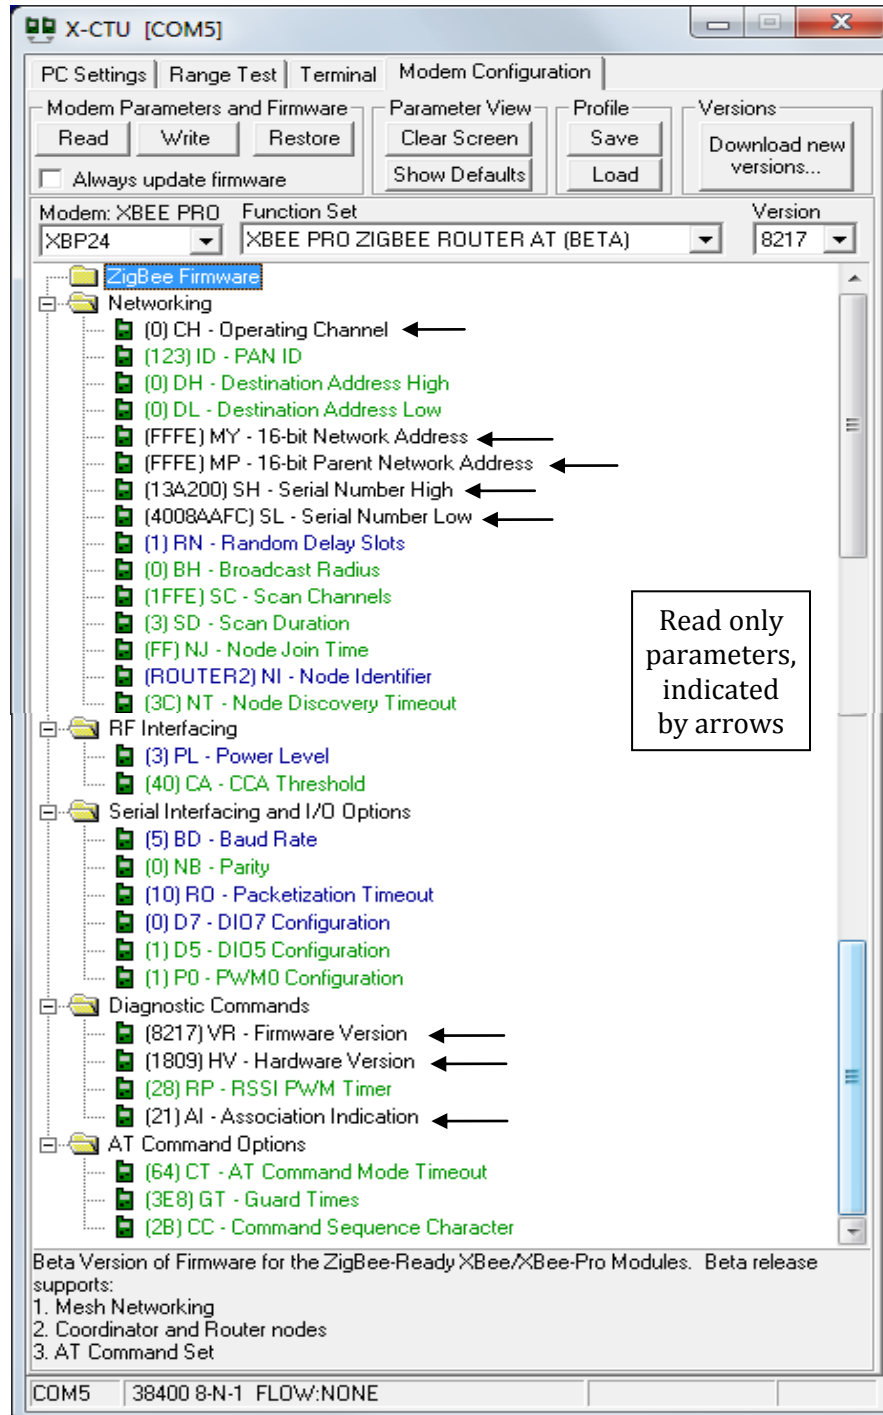 X-CTU [COM5]
PC Settings Range Test Terminal Modem Configuration
Modem Parameters and Firmware Parameter View Profile Versions
Read Write Restore Clear Screen Save Download new versions...
Always update firmware Show Defaults Load
Modem: XBEE PRO Function Set Version
XBP24 XBEE PRO ZIGBEE ROUTER AT (BETA) 8217
ZigBee Firmware
Networking
(0) CH - Operating Channel
(123) ID - PAN ID
(0) DH - Destination Address High
(0) DL - Destination Address Low
(FFFE) MY - 16-bit Network Address
(FFFE) MP - 16-bit Parent Network Address
(13A200) SH - Serial Number High
(4008AAFC) SL - Serial Number Low
(1) RN - Random Delay Slots
(0) BH - Broadcast Radius
(1FFE) SC - Scan Channels
(3) SD - Scan Duration
(FF) NJ - Node Join Time
(ROUTER2) NI - Node Identifier
(3C) NT - Node Discovery Timeout
Read only
parameters,
indicated
by arrows
RF Interfacing
(3) PL - Power Level
(40) CA - CCA Threshold
Serial Interfacing and I/O Options
(5) BD - Baud Rate
(0) NB - Parity
(10) RO - Packetization Timeout
(0) D7 - DIO7 Configuration
(1) D5 - DIO5 Configuration
(1) P0 - PWM0 Configuration
Diagnostic Commands
(8217) VR - Firmware Version
(1809) HV - Hardware Version
(28) RP - RSSI PWM Timer
(21) AI - Association Indication
AT Command Options
(64) CT - AT Command Mode Timeout
(3E8) GT - Guard Times
(2B) CC - Command Sequence Character
Beta Version of Firmware for the ZigBee-Ready XBee/XBee-Pro Modules. Beta release
supports:
1. Mesh Networking
2. Coordinator and Router nodes
3. AT Command Set
COM5 38400 8-N-1 FLOW:NONE